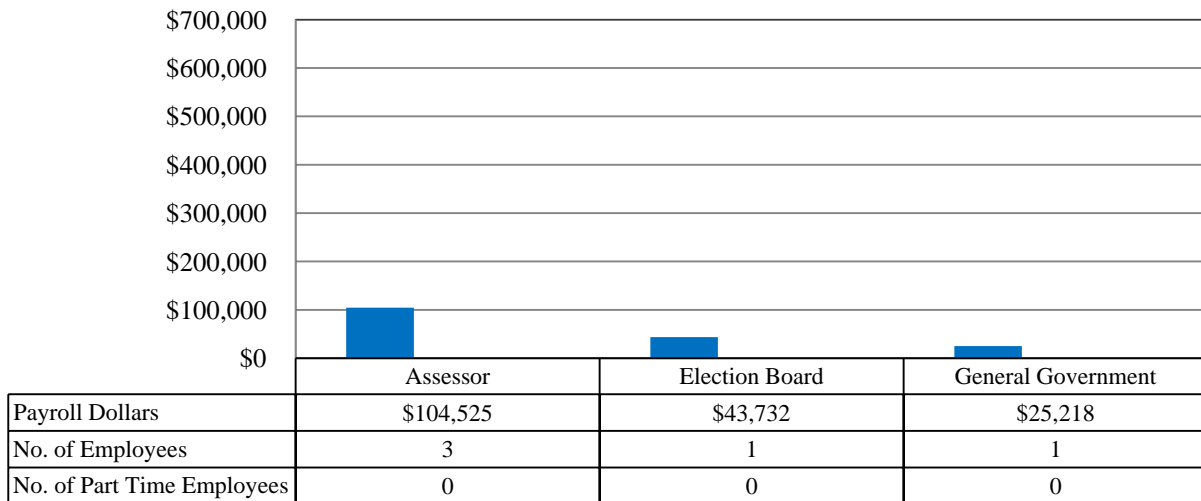 $700,000
$600,000
$500,000
$400,000
$300,000
$200,000
$100,000
$0
Assessor Election Board General Government
Payroll Dollars $104,525 $43,732 $25,218
No. of Employees 3 1 1
No. of Part Time Employees 0 0 0